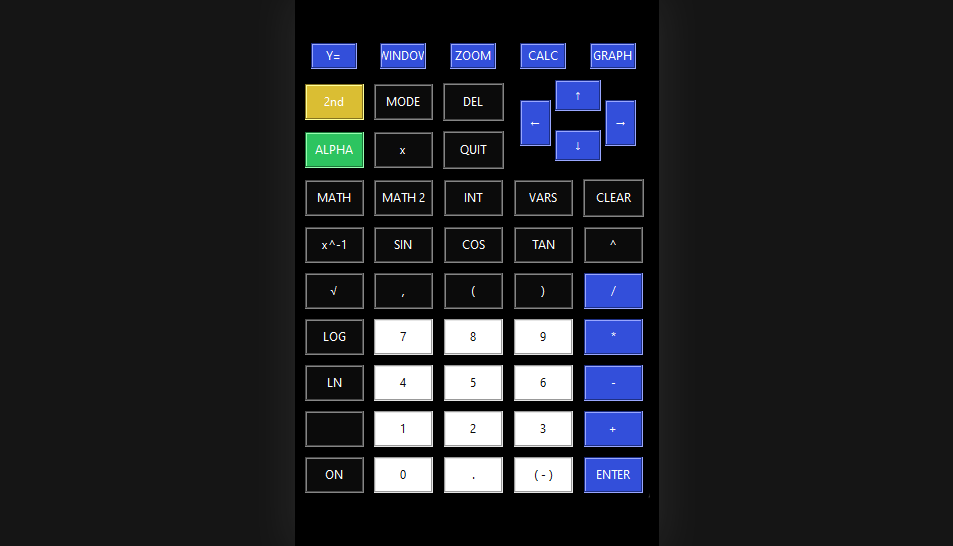 Y= WINDOW ZOOM CALC GRAPH
2nd MODE DEL ↑
← →
ALPHA x QUIT ↓
MATH MATH 2 INT VARS CLEAR
x^-1 SIN COS TAN ^
√ , ( ) /
LOG 7 8 9 *
LN 4 5 6 -
1 2 3 +
ON 0 . (-) ENTER